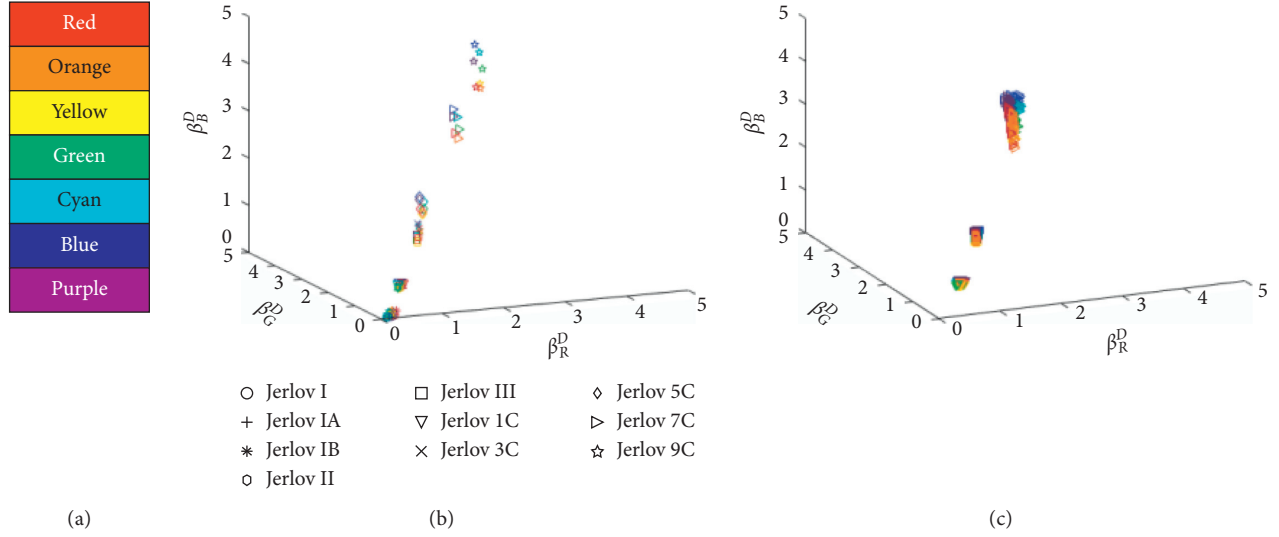 Red
Orange
Yellow
Green
Cyan
Blue
Purple
5
4
3
2
1
0
β_B^D
5
4
3
2
1
0
β_G^D
0
1
2
3
4
5
β_R^D
5
4
3
2
1
0
β_B^D
5
4
3
2
1
0
β_G^D
0
1
2
3
4
5
β_R^D
Jerlov I
Jerlov IA
Jerlov IB
Jerlov II
Jerlov III
Jerlov 1C
Jerlov 3C
Jerlov 5C
Jerlov 7C
Jerlov 9C
(a)
(b)
(c)